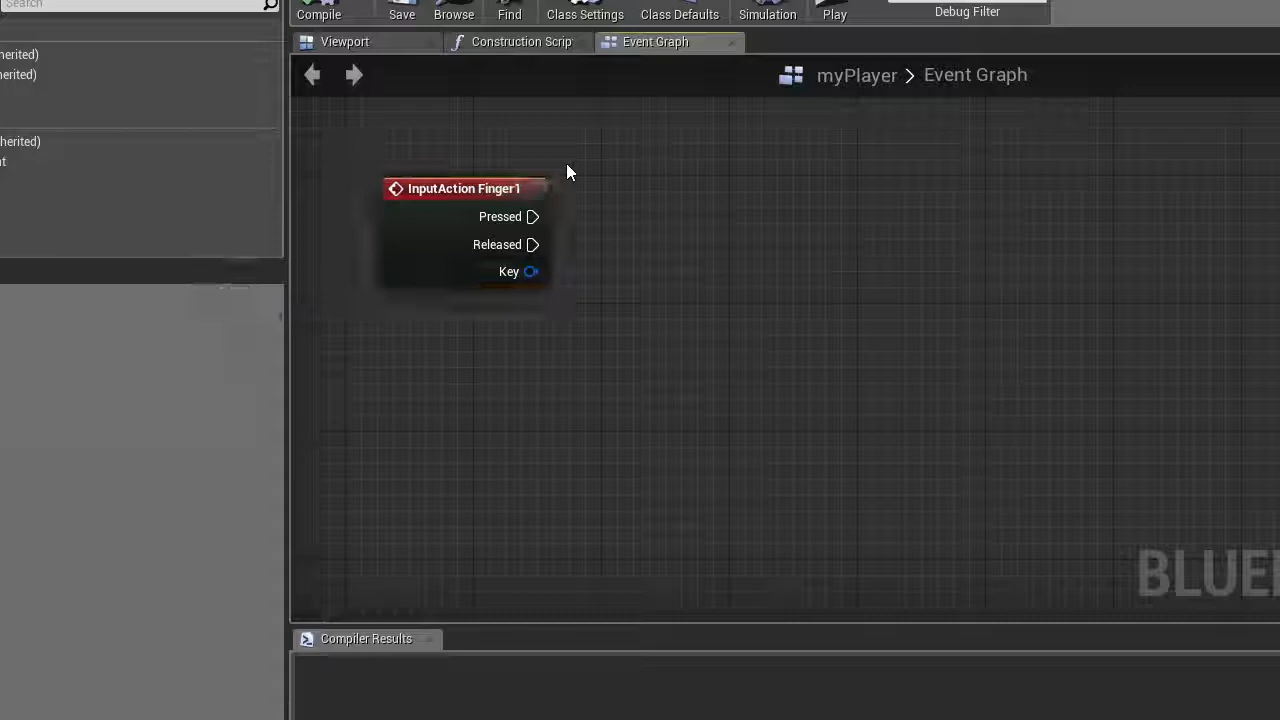 Search
Compile
Save
Browse
Find
Class Settings
Class Defaults
Simulation
Play
Debug Filter
Viewport
Construction Scrip
Event Graph
herited)
herited)
herited)
t
myPlayer > Event Graph
InputAction Finger1
Pressed
Released
Key
BLUE
Compiler Results